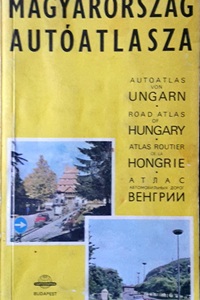 MAGYARORSZÁG
AUTÓATLASZA
AUTOATLAS
VON
UNGARN
ROAD ATLAS
OF
HUNGARY
ATLAS ROUTIER
DE LA
HONGRIE
АТЛАС
АВТОМОБИЛЬНЫХ ДОРОГ
ВЕНГРИИ
BUDAPEST